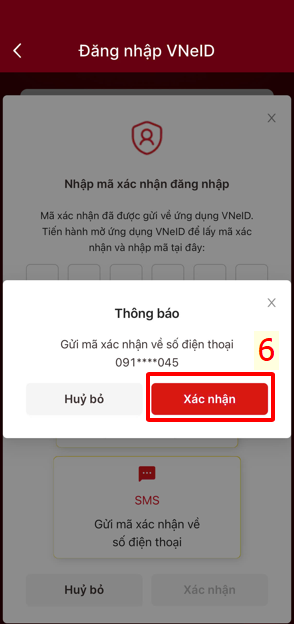 Đăng nhập VNeID
Nhập mã xác nhận đăng nhập
Mã xác nhận đã được gửi về ứng dụng VNeID.
Tiến hành mở ứng dụng VNeID để lấy mã xác
nhận và nhập mã tại đây:
Thông báo
Gửi mã xác nhận về số điện thoại
091****045
6
Huỷ bỏ
Xác nhận
SMS
Gửi mã xác nhận về
số điện thoại
Huỷ bỏ
Xác nhận